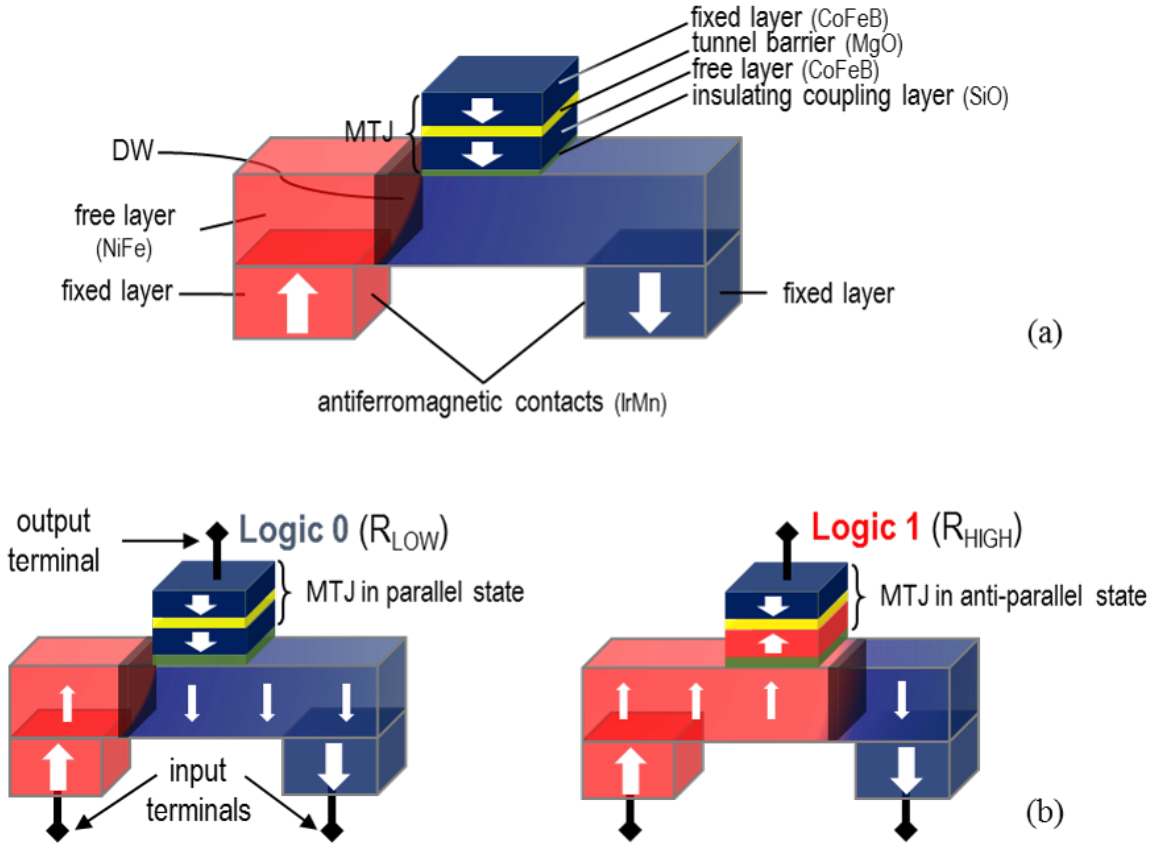 fixed layer (CoFeB)
tunnel barrier (MgO)
free layer (CoFeB)
insulating coupling layer (SiO)
MTJ
DW
free layer
(NiFe)
fixed layer
fixed layer
(a)
antiferromagnetic contacts (IrMn)
output
terminal
Logic 0 (RLOW)
MTJ in parallel state
Logic 1 (RHIGH)
MTJ in anti-parallel state
input
terminals
(b)